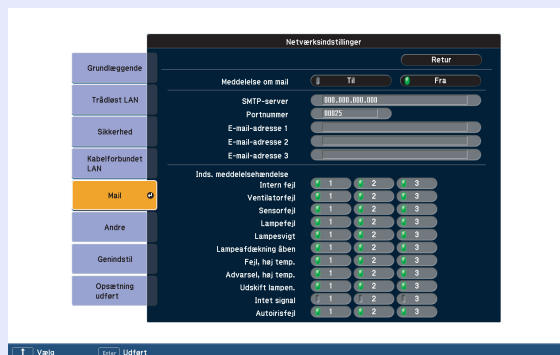 Netværksindstillinger
Retur
Grundlæggende
Trådløst LAN
Sikkerhed
Kabelforbundet
LAN
Mail
Andre
Genindstil
Opsætning
udført
Meddelelse om mail Til Fra
SMTP-server 000.000.000.000
Portnummer 00025
E-mail-adresse 1
E-mail-adresse 2
E-mail-adresse 3
Inds. meddelelsehændelse
Intern fejl 1 2 3
Ventilatorfejl 1 2 3
Sensorfejl 1 2 3
Lampefejl 1 2 3
Lampesvigt 1 2 3
Lampeafdækning åben 1 2 3
Fejl, høj temp. 1 2 3
Advarsel, høj temp. 1 2 3
Udskift lampen. 1 2 3
Intet signal 1 2 3
Autoirisfejl 1 2 3
Vælg Enter Udført